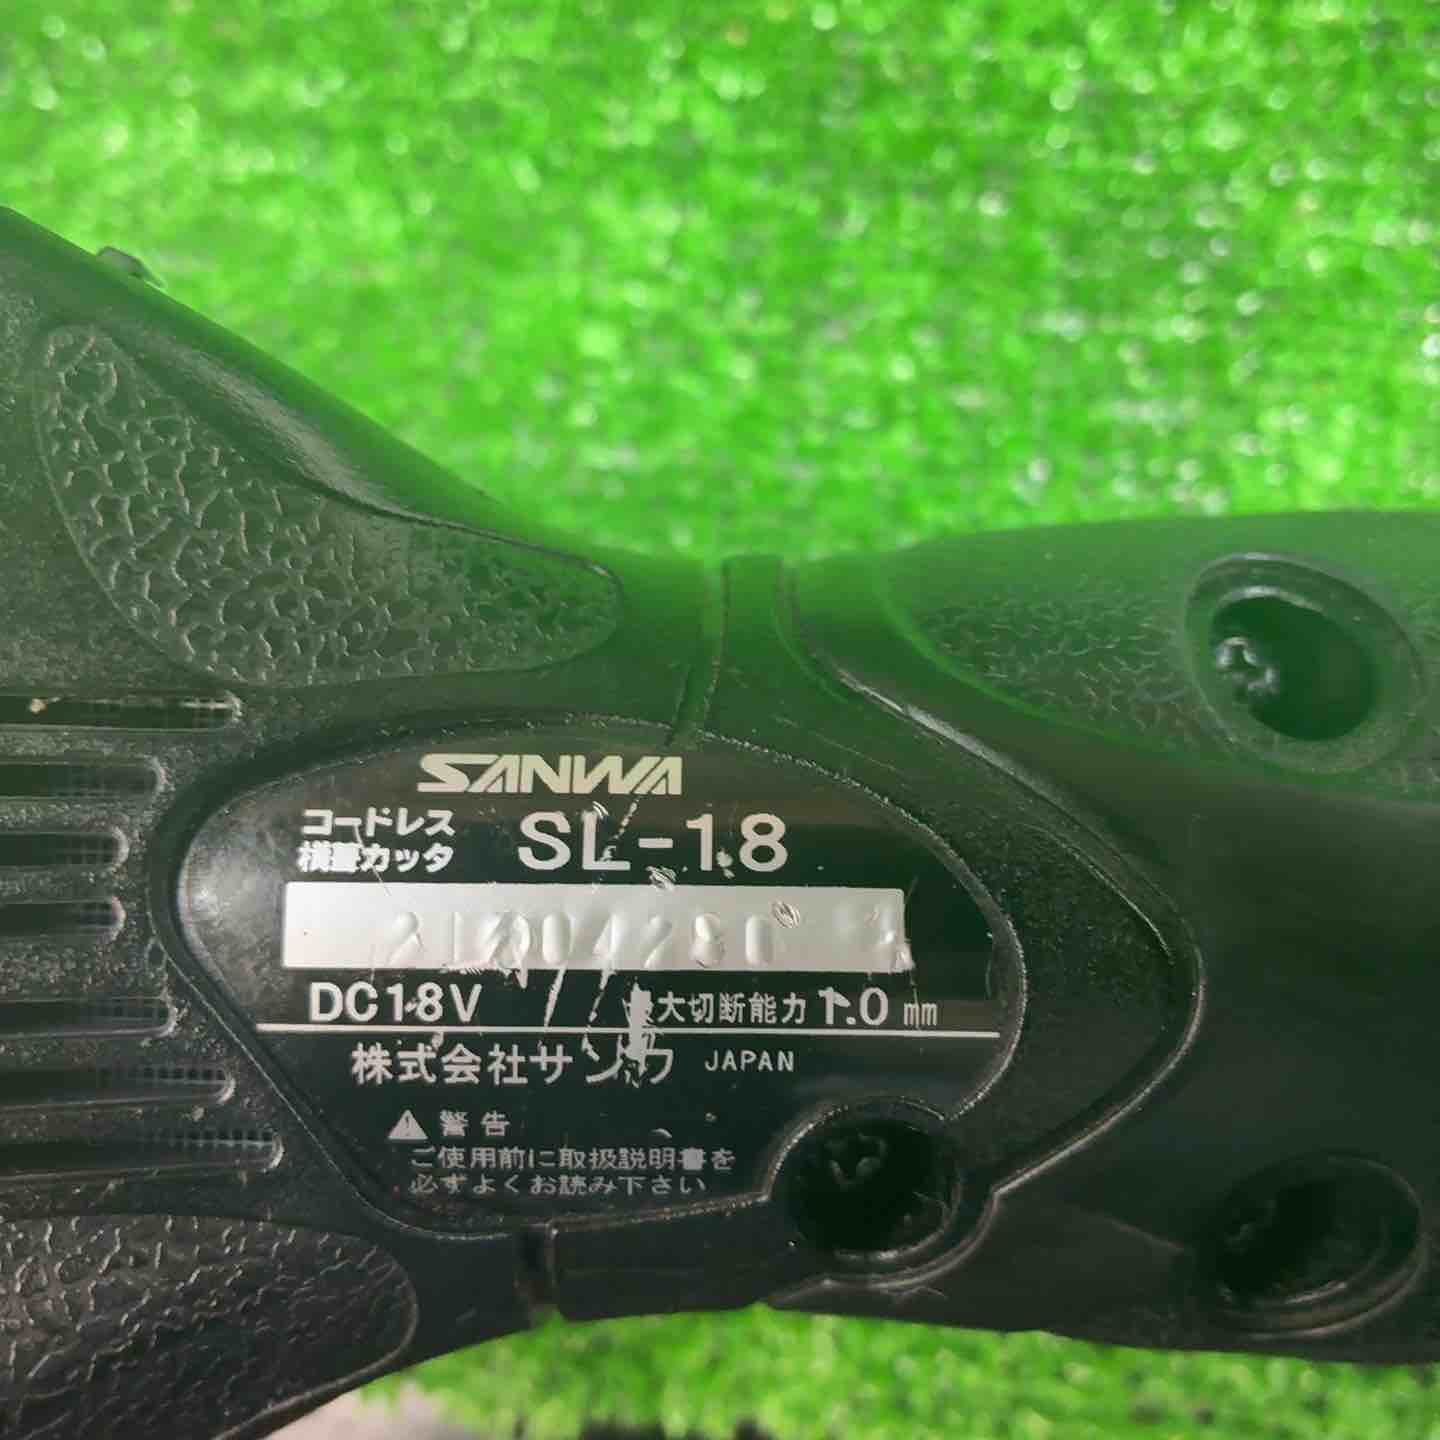 SANWA
コードレス
横葺カッタ
SL-18
DC18V
大切断能力 1.0 mm
株式会社サンワ JAPAN
警告
ご使用前に取扱説明書を
必ずよくお読み下さい